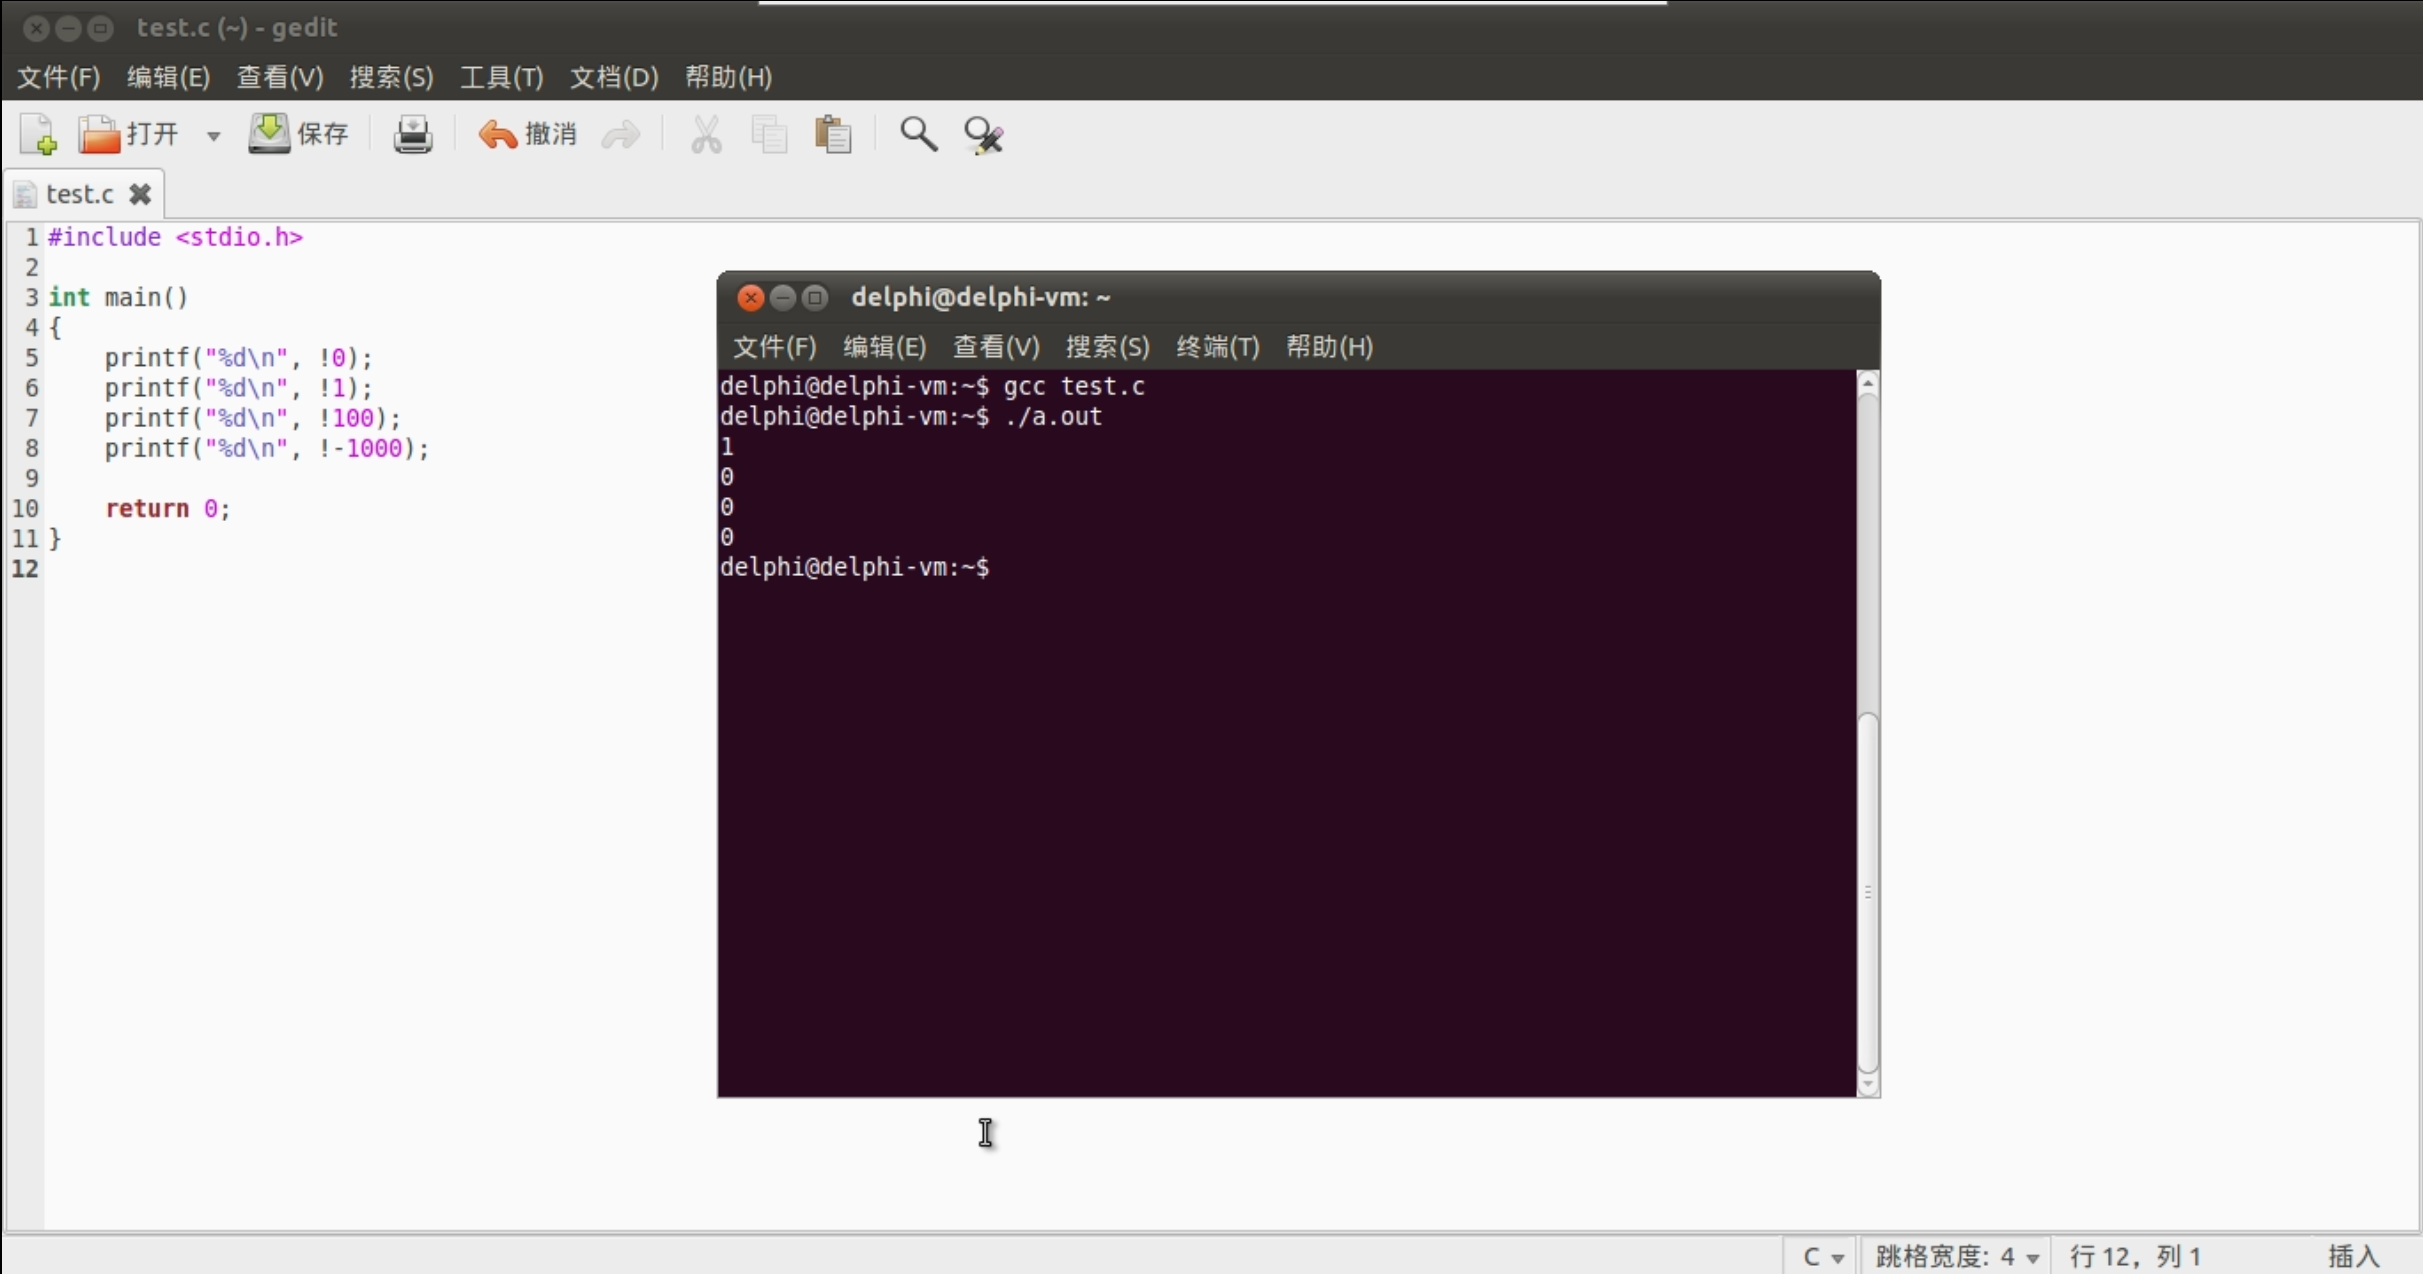 test.c (~) - gedit
文件(F) 编辑(E) 查看(V) 搜索(S) 工具(T) 文档(D) 帮助(H)
打开 保存 撤消
test.c
1 #include <stdio.h>
2
3 int main()
4 {
5     printf("%d\n", !0);
6     printf("%d\n", !1);
7     printf("%d\n", !100);
8     printf("%d\n", !-1000);
9
10     return 0;
11 }
12
delphi@delphi-vm: ~
文件(F) 编辑(E) 查看(V) 搜索(S) 终端(T) 帮助(H)
delphi@delphi-vm:~$ gcc test.c
delphi@delphi-vm:~$ ./a.out
1
0
0
0
delphi@delphi-vm:~$
C 跳格宽度: 4 行 12，列 1 插入